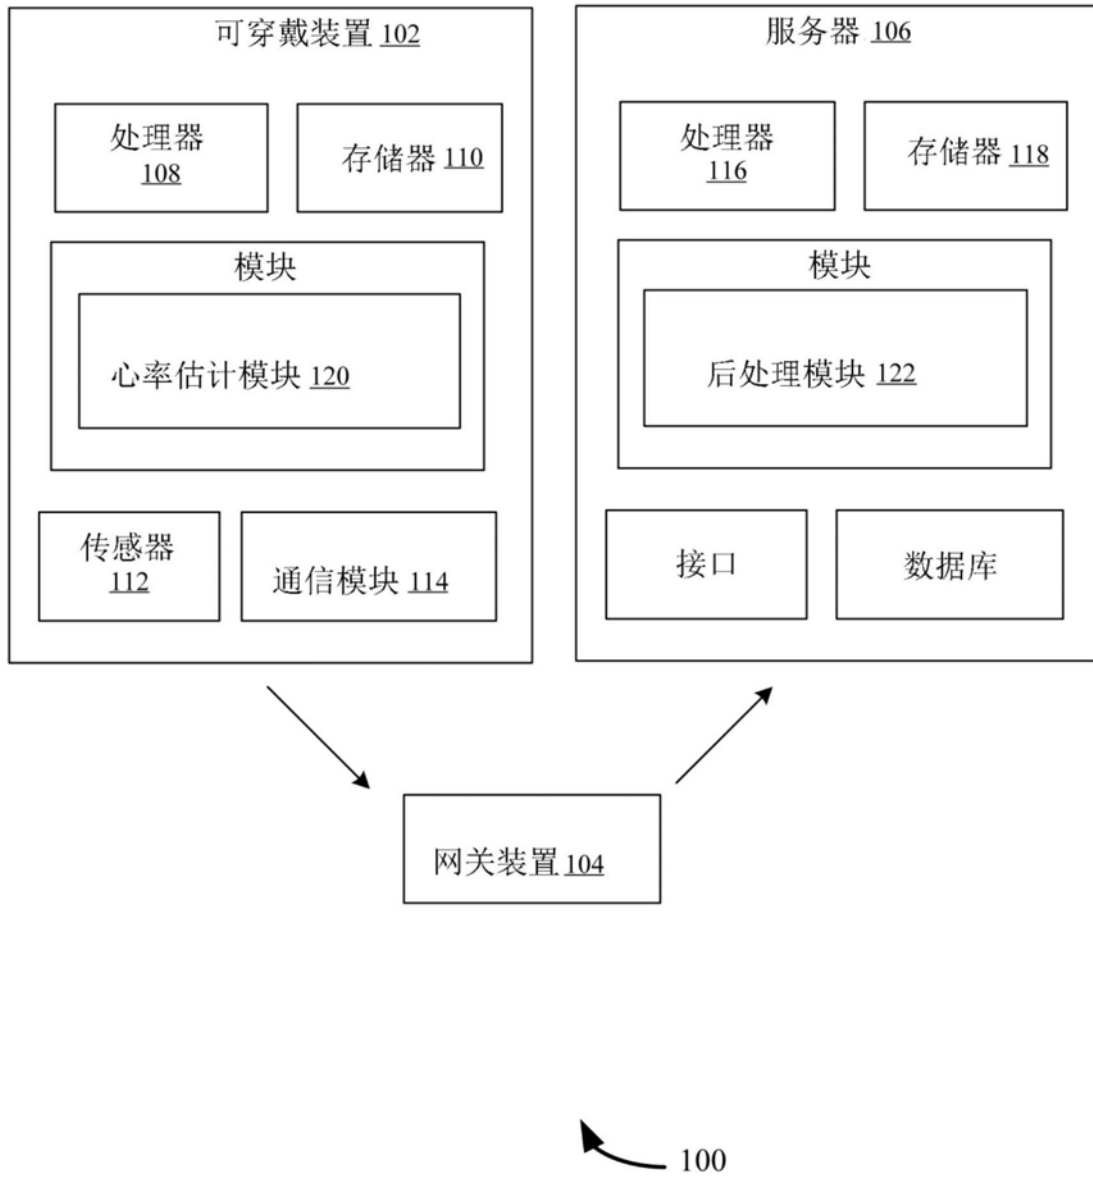 可穿戴装置 102
处理器
108
存储器 110
模块
心率估计模块 120
传感器
112
通信模块 114
服务器 106
处理器
116
存储器 118
模块
后处理模块 122
接口
数据库
网关装置 104
100